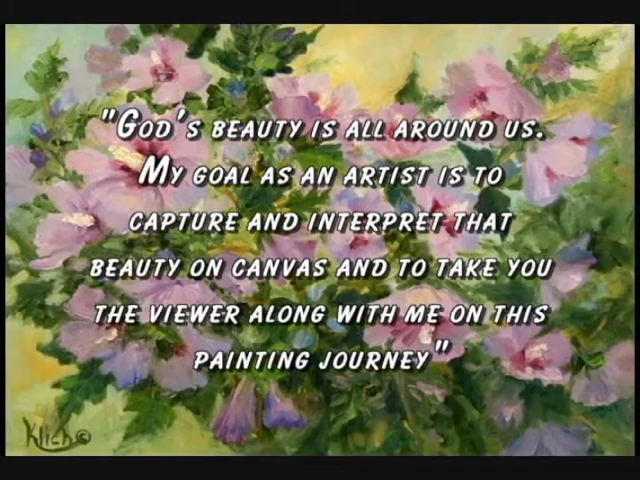 "God's beauty is all around us.
My goal as an artist is to
capture and interpret that
beauty on canvas and to take you
the viewer along with me on this
painting journey"
Klich©